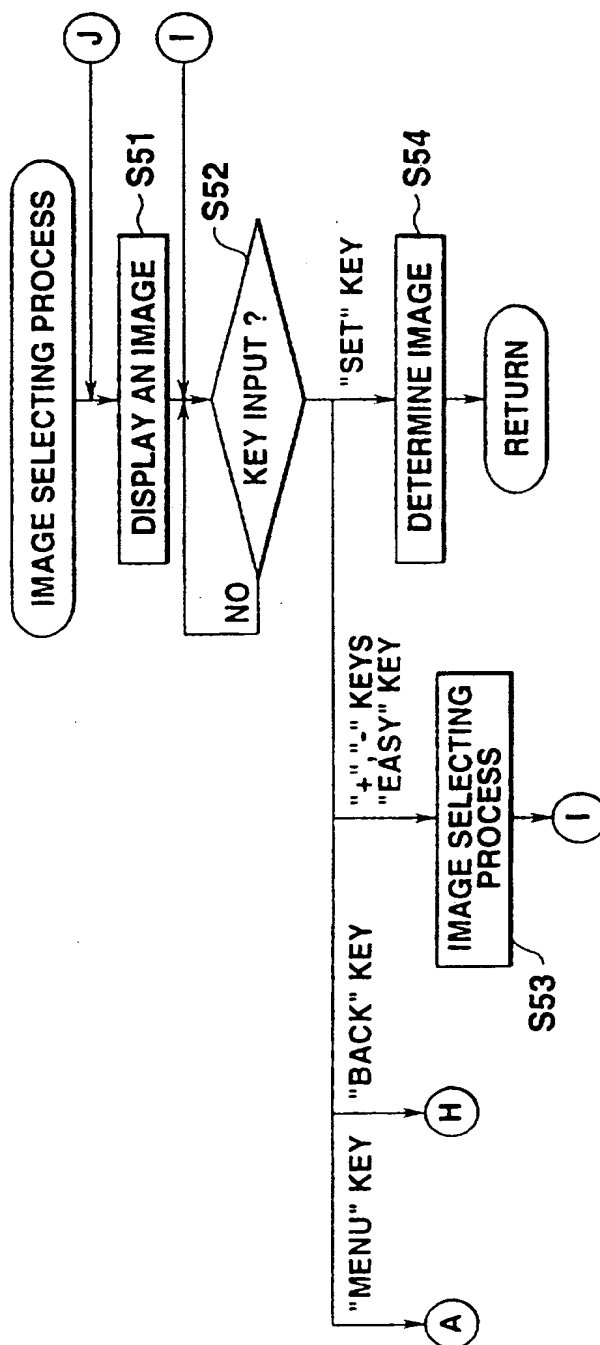 IMAGE SELECTING PROCESS
J
DISPLAY AN IMAGE
S51
I
S52
KEY INPUT ?
NO
"MENU" KEY
"BACK" KEY
"+","-" KEYS
"EASY" KEY
"SET" KEY
A
H
IMAGE SELECTING
PROCESS
S53
I
DETERMINE IMAGE
S54
RETURN